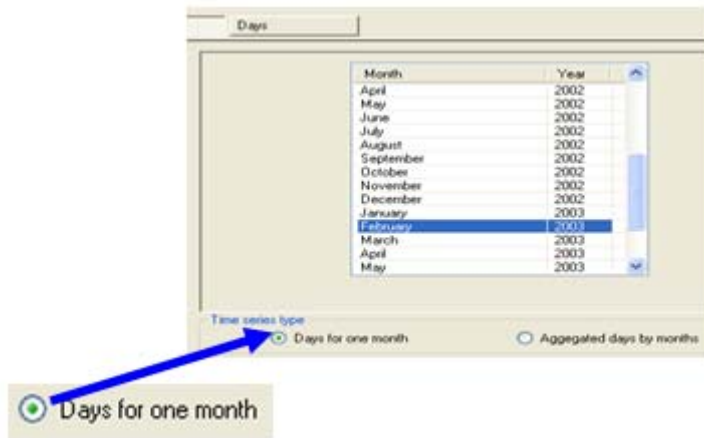 Days
Month Year
April 2002
May 2002
June 2002
July 2002
August 2002
September 2002
October 2002
November 2002
December 2002
January 2003
February 2003
March 2003
April 2003
May 2003
Time series type
Days for one month Aggegated days by months
Days for one month